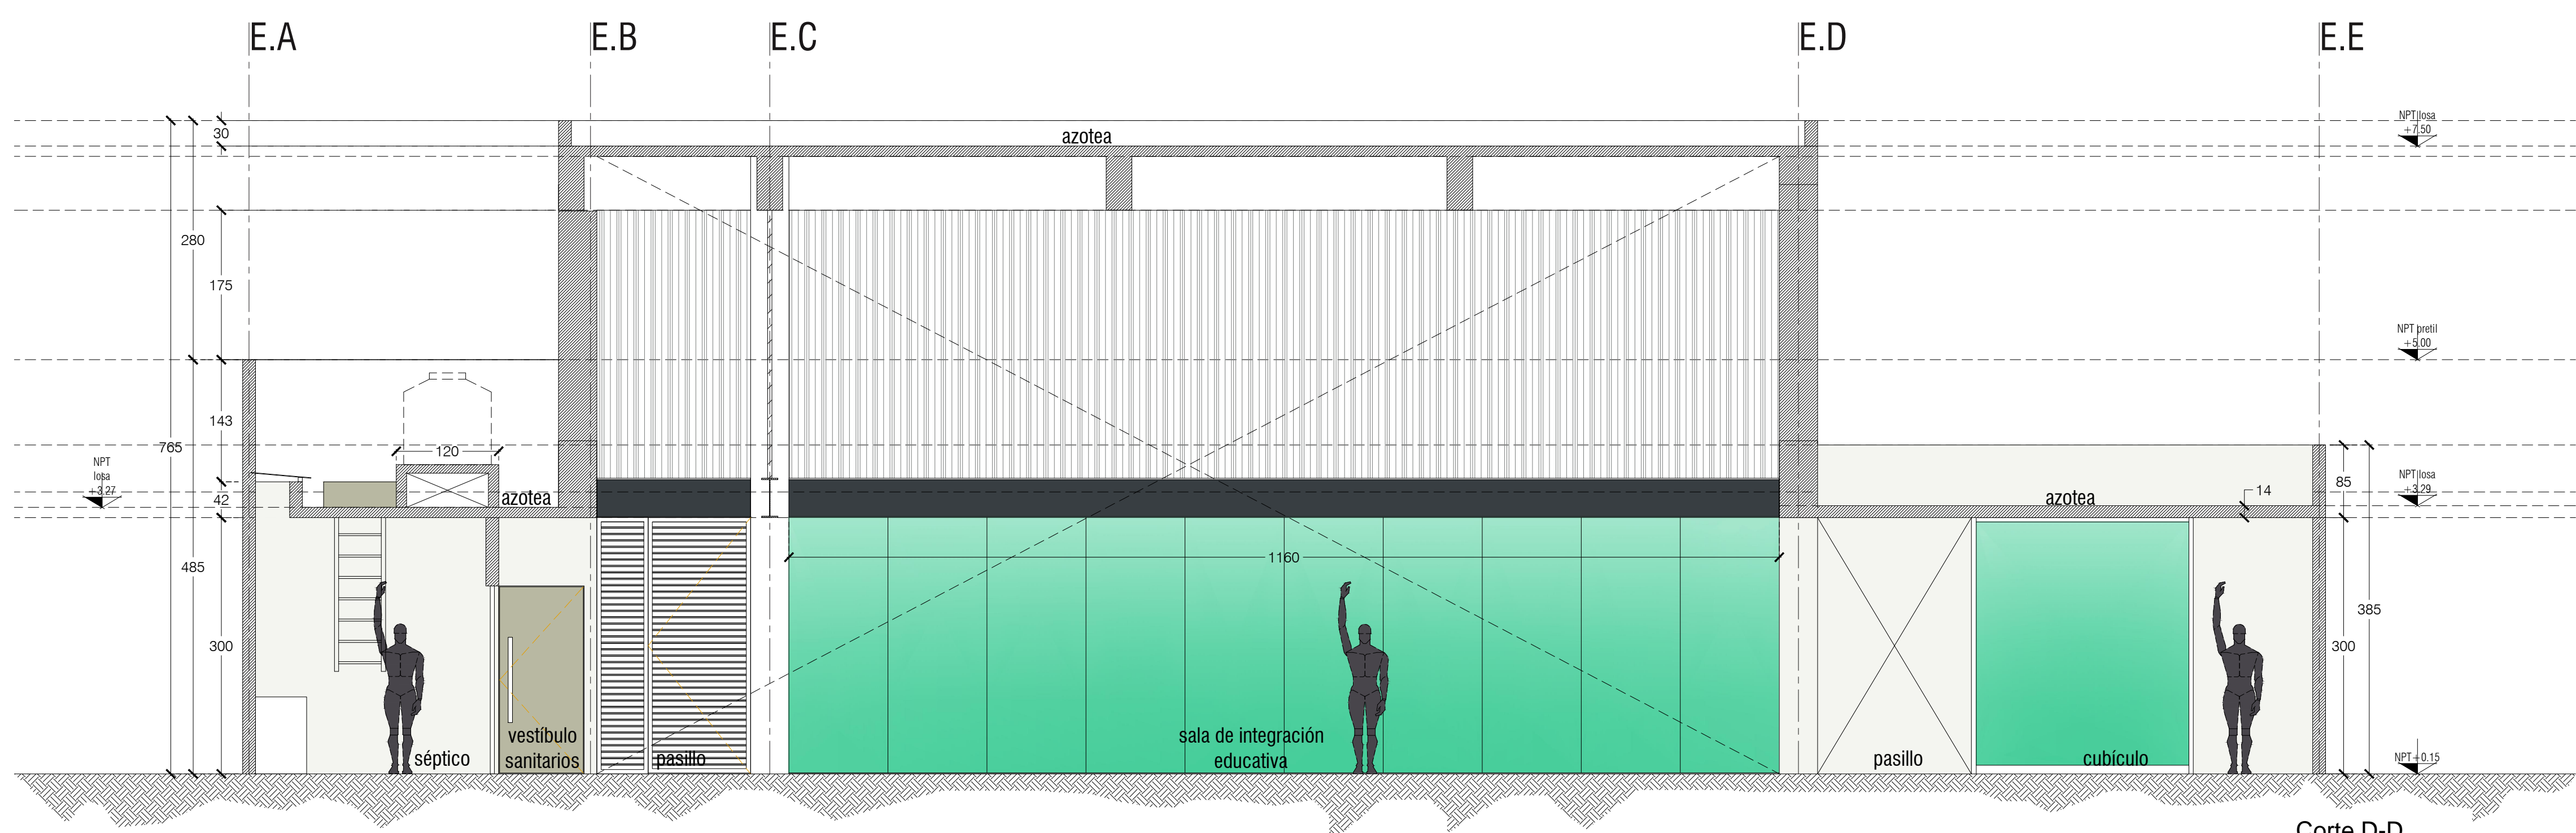 E.A
E.B
E.C
E.D
E.E
30
azotea
NPT losa
+7.50
280
175
NPT pretil
+5.00
143
765
120
NPT
losa
+3.27
42
azotea
14
azotea
85
NPT losa
+3.29
485
1160
385
300
300
vestíbulo
sanitarios
séptico
pasillo
sala de integración
educativa
pasillo
cubículo
NPT+0.15
Corte D-D